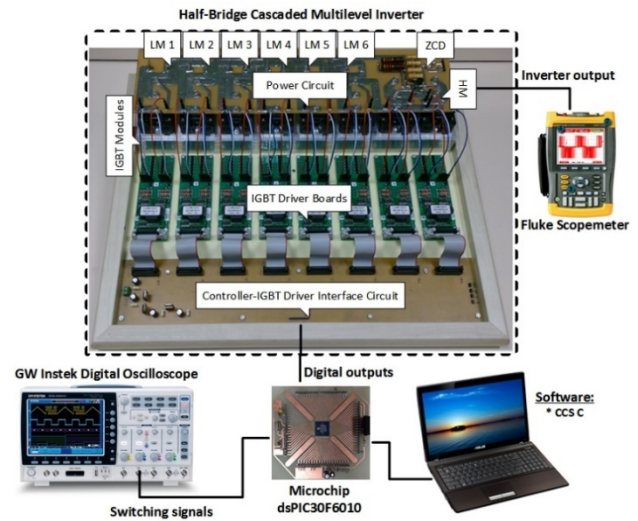 Half-Bridge Cascaded Multilevel Inverter
LM 1 LM 2 LM 3 LM 4 LM 5 LM 6 ZCD
Power Circuit
HM
Inverter output
IGBT Modules
IGBT Driver Boards
Fluke Scopemeter
Controller-IGBT Driver Interface Circuit
GW Instek Digital Oscilloscope
Digital outputs
Software:
* CCS C
Microchip
dsPIC30F6010
Switching signals